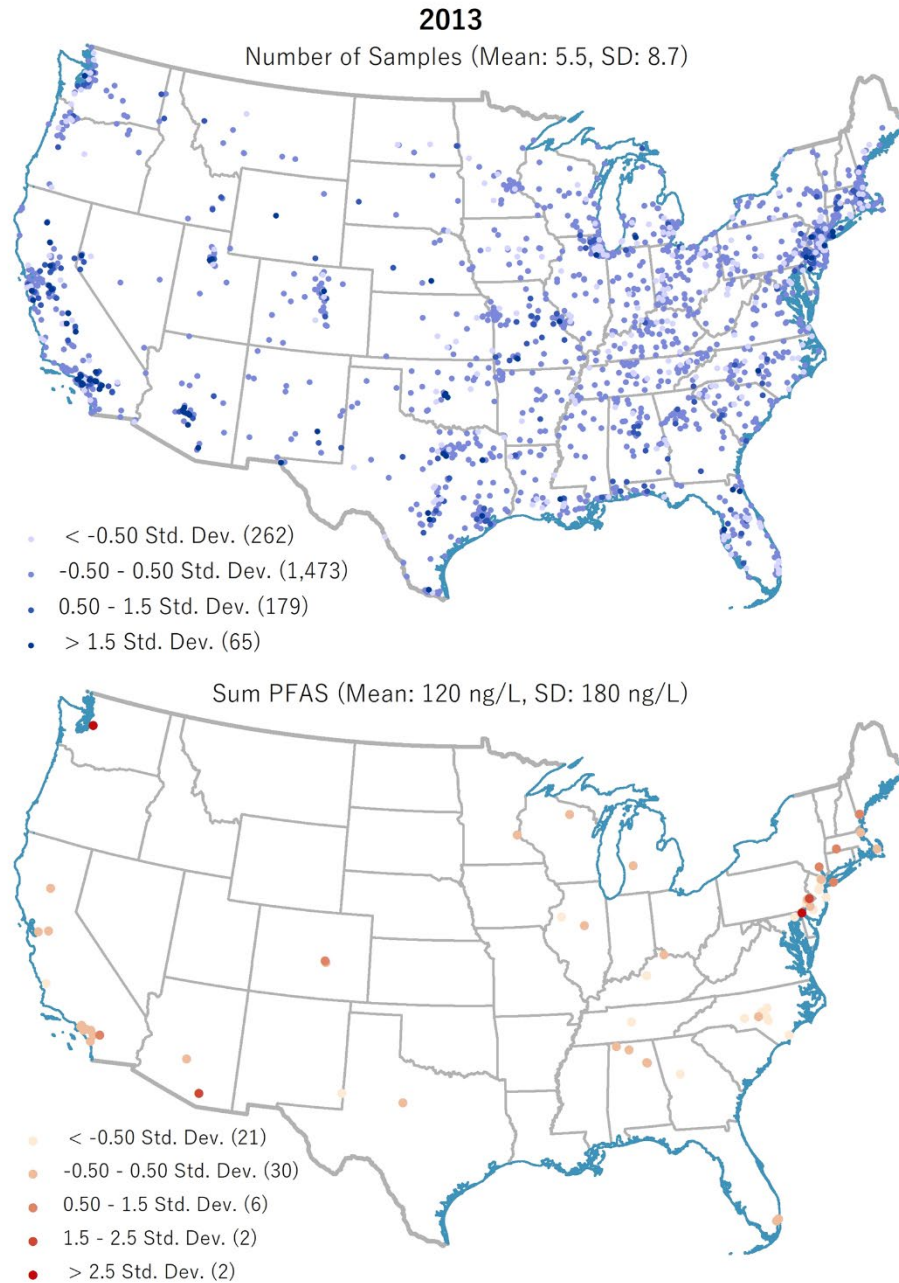 2013
Number of Samples (Mean: 5.5, SD: 8.7)
< -0.50 Std. Dev. (262)
-0.50 - 0.50 Std. Dev. (1,473)
0.50 - 1.5 Std. Dev. (179)
> 1.5 Std. Dev. (65)
Sum PFAS (Mean: 120 ng/L, SD: 180 ng/L)
< -0.50 Std. Dev. (21)
-0.50 - 0.50 Std. Dev. (30)
0.50 - 1.5 Std. Dev. (6)
1.5 - 2.5 Std. Dev. (2)
> 2.5 Std. Dev. (2)